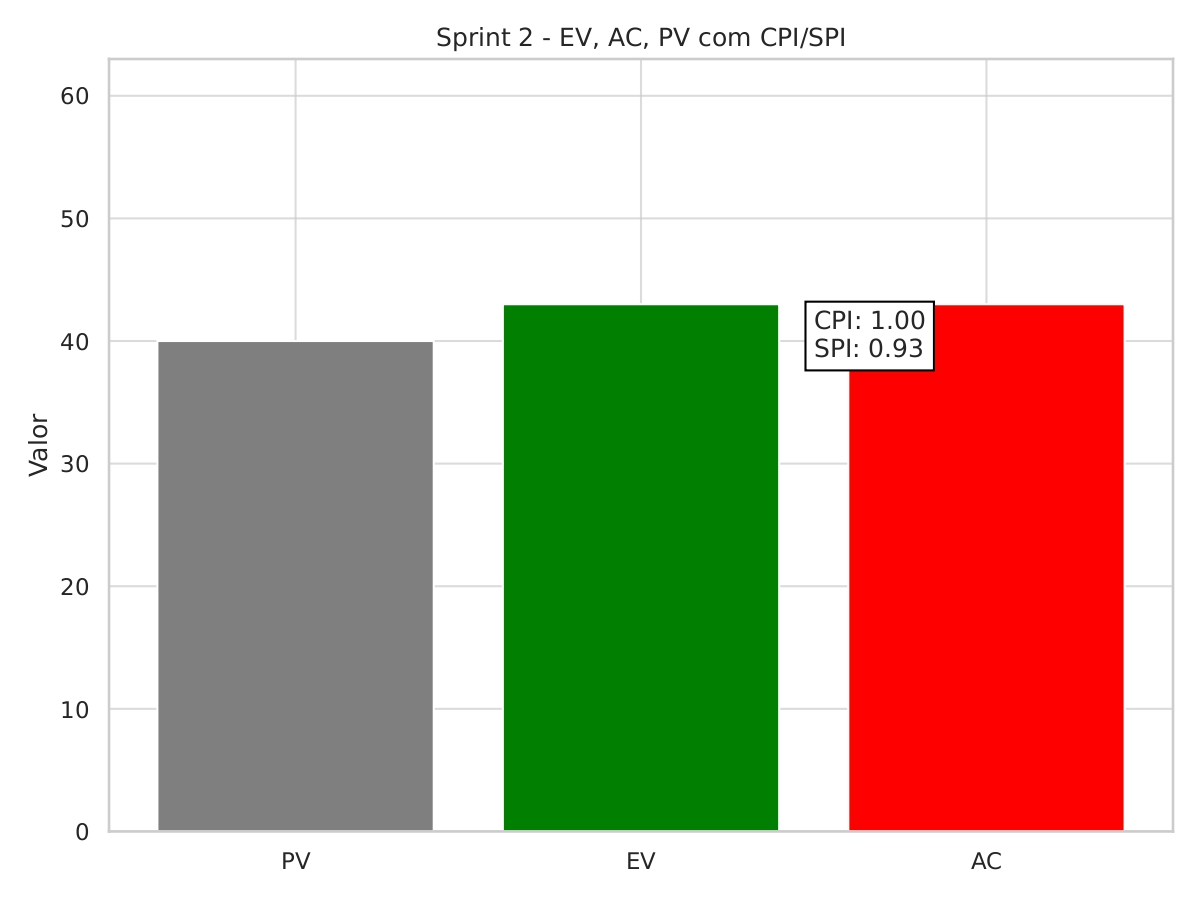 Sprint 2 - EV, AC, PV com CPI/SPI
Valor
60
50
40
30
20
10
0
CPI: 1.00
SPI: 0.93
PV
EV
AC